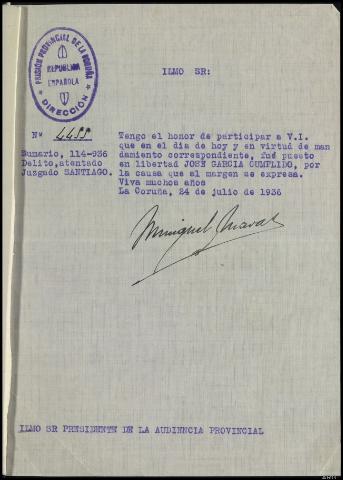 PRISIÓN PROVINCIAL DE LA CORUÑA
REPUBLICA
ESPAÑOLA
DIRECCIÓN
ILMO SR:
Nº 4455
Sumario, 114-936
Delito, atentado
Juzgado SANTIAGO.
Tengo el honor de participar a V.I.
que en el dia de hoy y en virtud de man
damiento correspondiente, fué puesto
en libertad JOSE GARCIA CUMPLIDO, por
la causa que al margen se expresa.
Viva muchos años
La Coruña, 24 de julio de 1936
ILMO SR PRESIDENTE DE LA AUDIENCIA PROVINCIAL